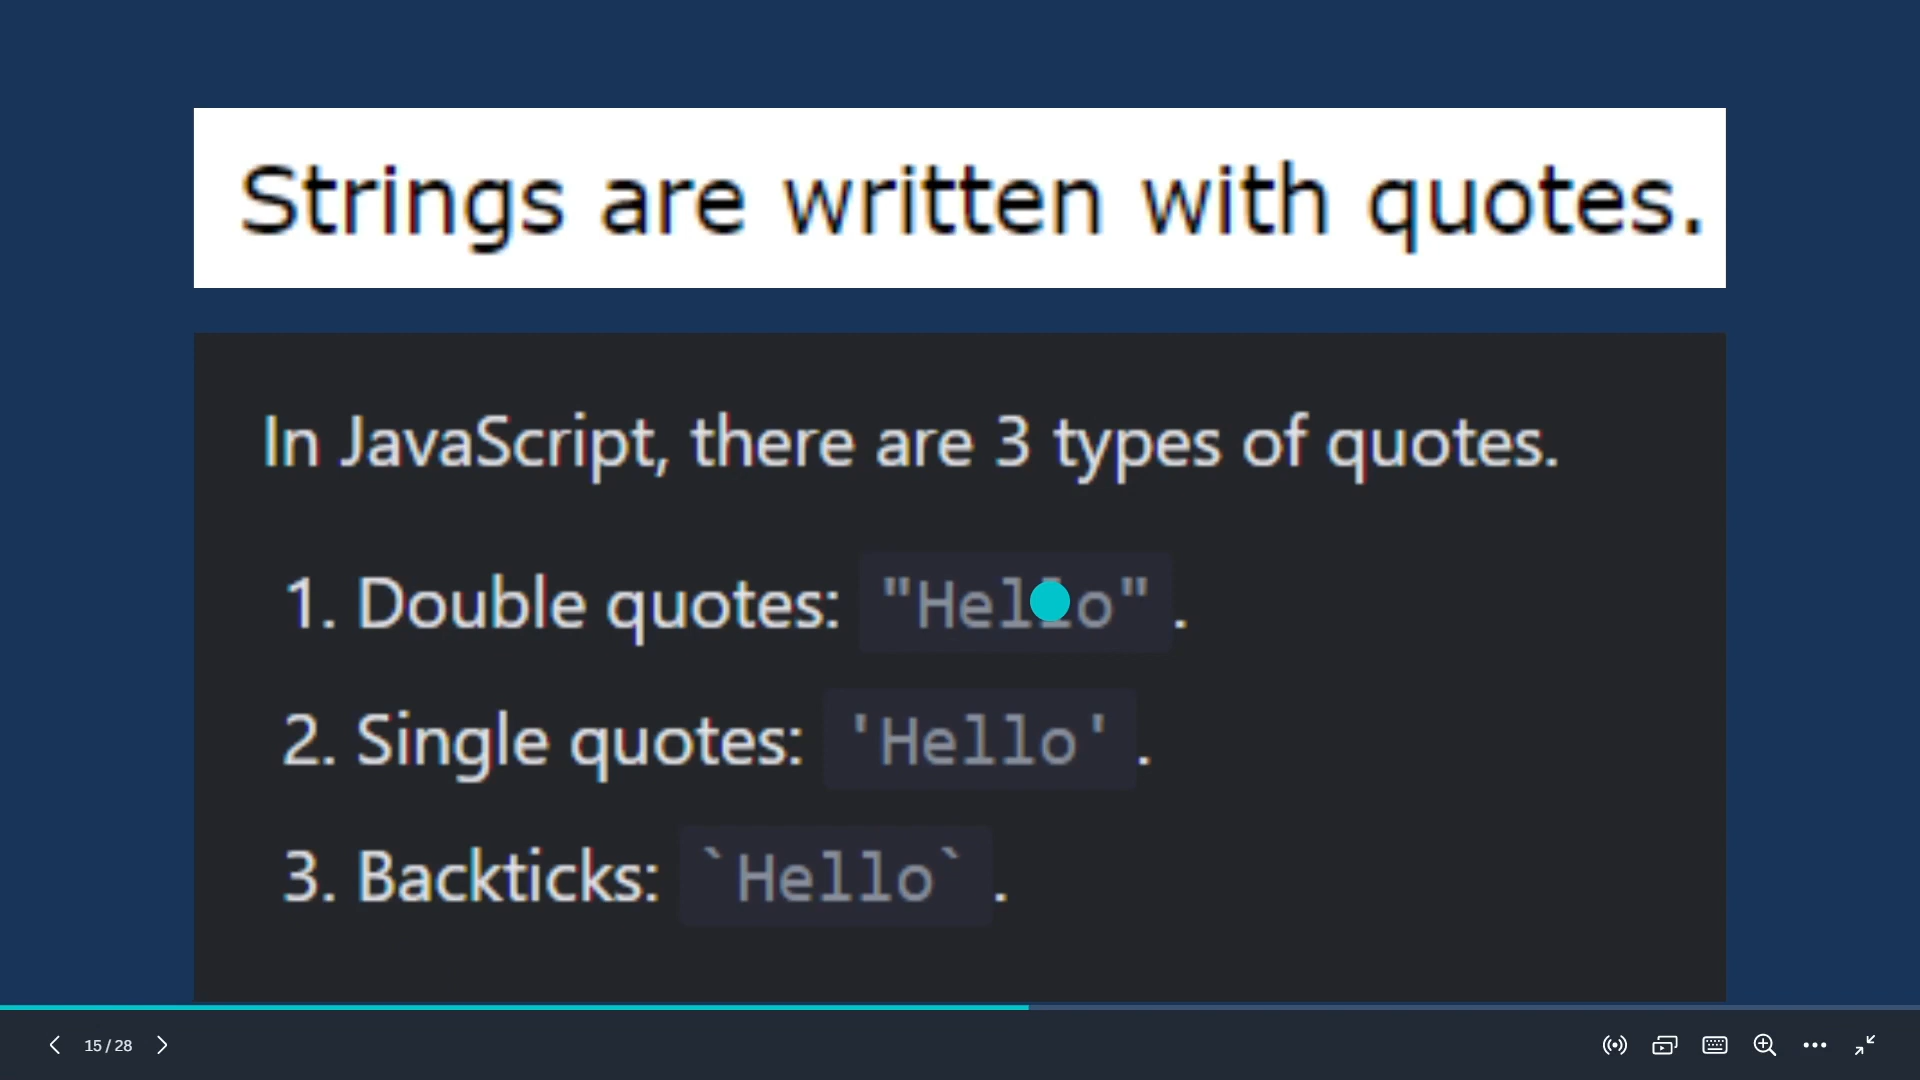 Strings are written with quotes.
In JavaScript, there are 3 types of quotes.
1. Double quotes: "Hello".
2. Single quotes: 'Hello'.
3. Backticks: `Hello`.
15 / 28